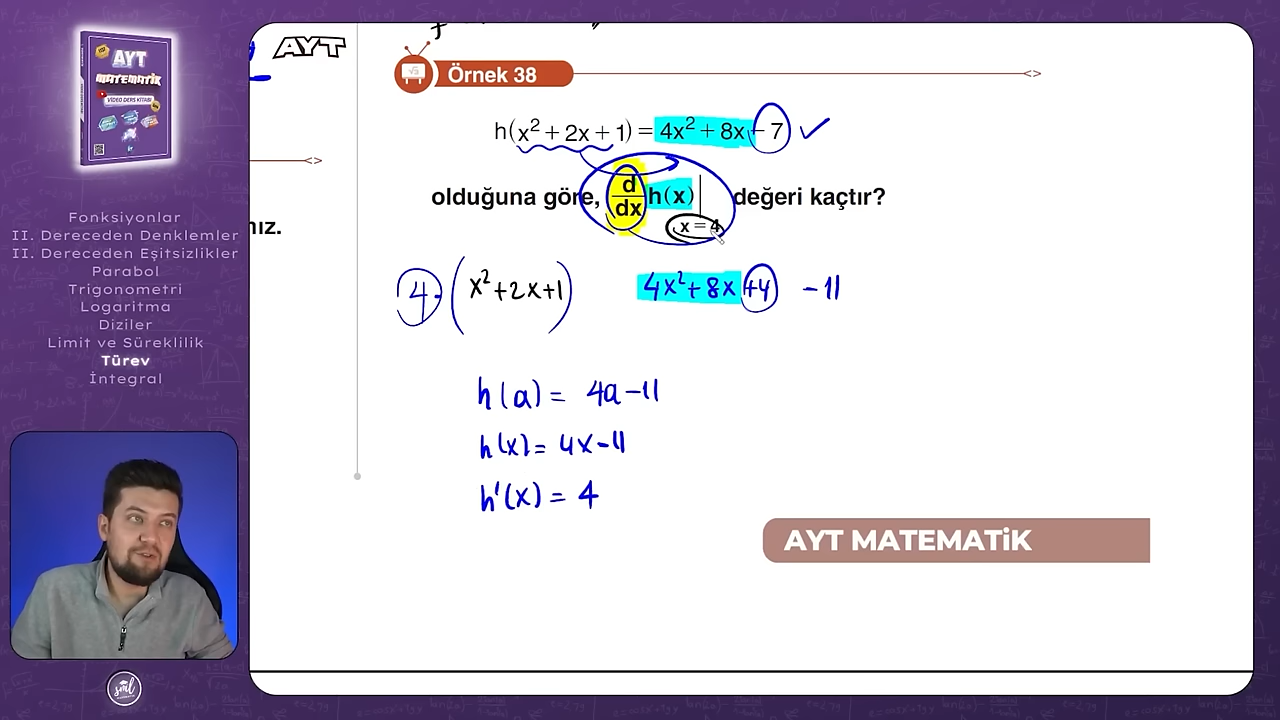 AYT
MATEMATİK
VİDEO DERS KİTABI
AYT
Örnek 38
h(x² + 2x + 1) = 4x² + 8x − 7 ✓
olduğuna göre, d/dx h(x) | x = 4 değeri kaçtır?
nız.
4·(x²+2x+1) 4x²+8x+4 -11
h(a) = 4a-11
h(x) = 4x-11
h'(x) = 4
AYT MATEMATiK
Fonksiyonlar
II. Dereceden Denklemler
II. Dereceden Eşitsizlikler
Parabol
Trigonometri
Logaritma
Diziler
Limit ve Süreklilik
Türev
İntegral
sml